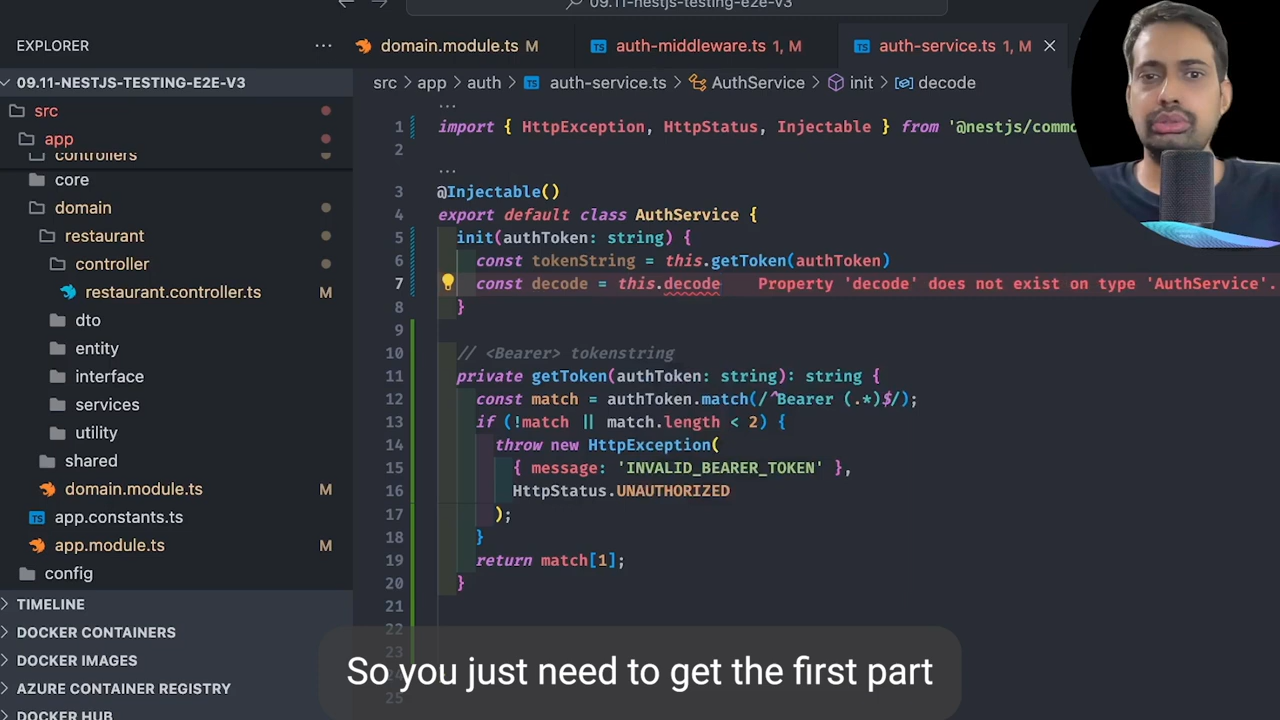 09.11-nestjs-testing-e2e-v3
EXPLORER
...
domain.module.ts M
auth-middleware.ts 1, M
auth-service.ts 1, M
09.11-NESTJS-TESTING-E2E-V3
src > app > auth > auth-service.ts > AuthService > init > decode
src
app
controllers
core
domain
restaurant
controller
restaurant.controller.ts M
dto
entity
interface
services
utility
shared
domain.module.ts M
app.constants.ts
app.module.ts M
config
TIMELINE
DOCKER CONTAINERS
DOCKER IMAGES
AZURE CONTAINER REGISTRY
DOCKER HUB
...
1 import { HttpException, HttpStatus, Injectable } from '@nestjs/commo
2
...
3 @Injectable()
4 export default class AuthService {
5 init(authToken: string) {
6 const tokenString = this.getToken(authToken)
7 const decode = this.decode Property 'decode' does not exist on type 'AuthService'.
8 }
9
10 // <Bearer> tokenstring
11 private getToken(authToken: string): string {
12 const match = authToken.match(/^Bearer (.*)$/);
13 if (!match || match.length < 2) {
14 throw new HttpException(
15 { message: 'INVALID_BEARER_TOKEN' },
16 HttpStatus.UNAUTHORIZED
17 );
18 }
19 return match[1];
20 }
21
22
23
24
25
So you just need to get the first part